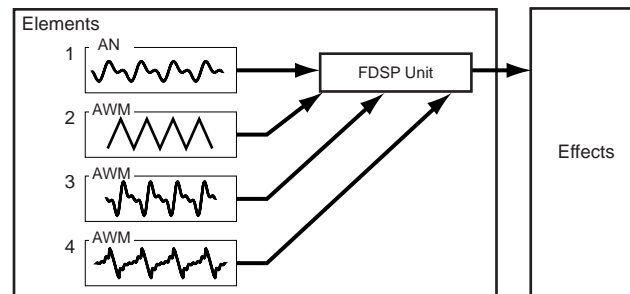 Elements
1 AN
FDSP Unit
2 AWM
3 AWM
4 AWM
Effects